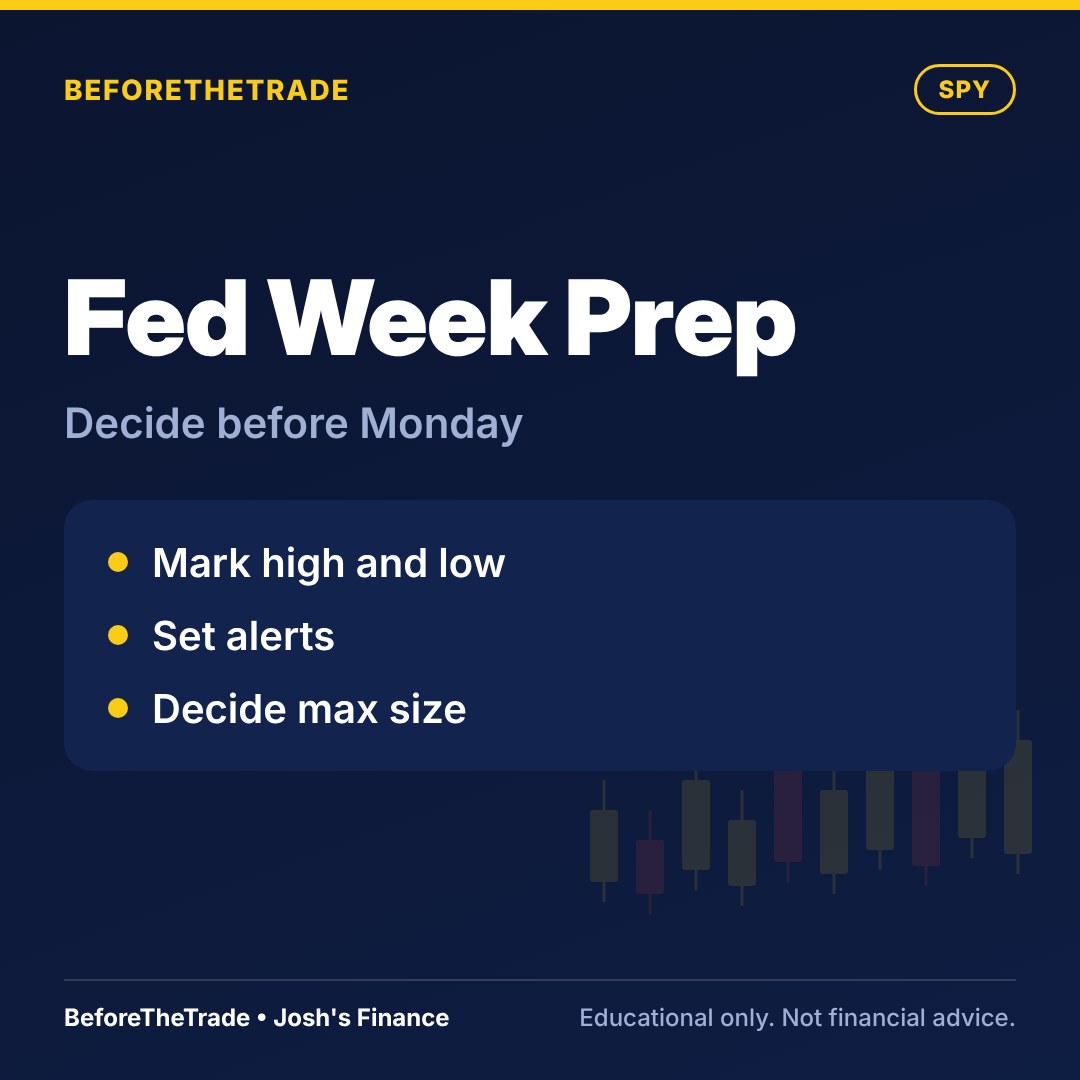 BEFORETHETRADE
SPY
Fed Week Prep
Decide before Monday
Mark high and low
Set alerts
Decide max size
BeforeTheTrade • Josh's Finance
Educational only. Not financial advice.